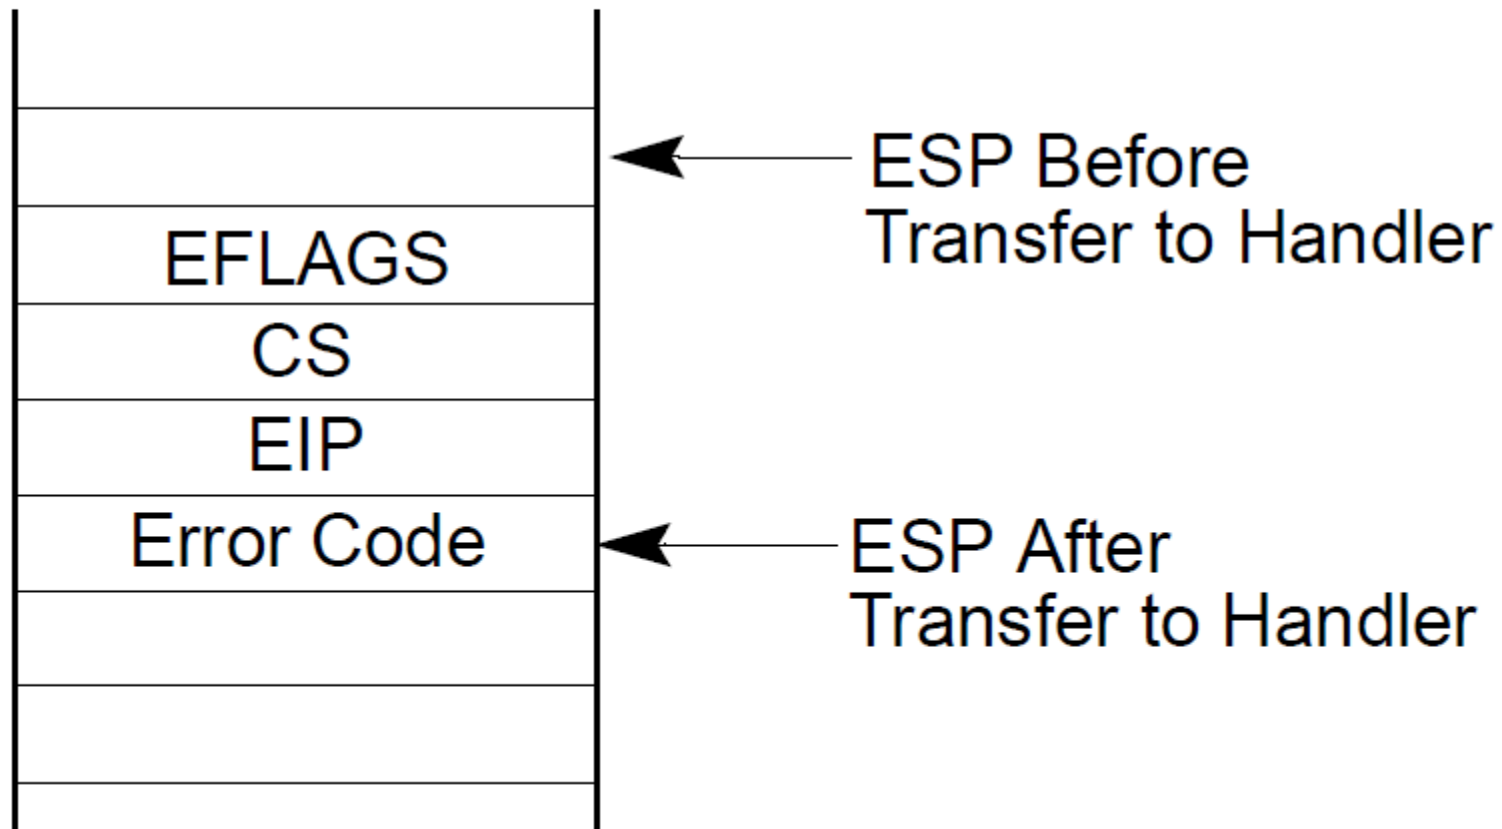 ESP Before
Transfer to Handler
EFLAGS
CS
EIP
Error Code
ESP After
Transfer to Handler